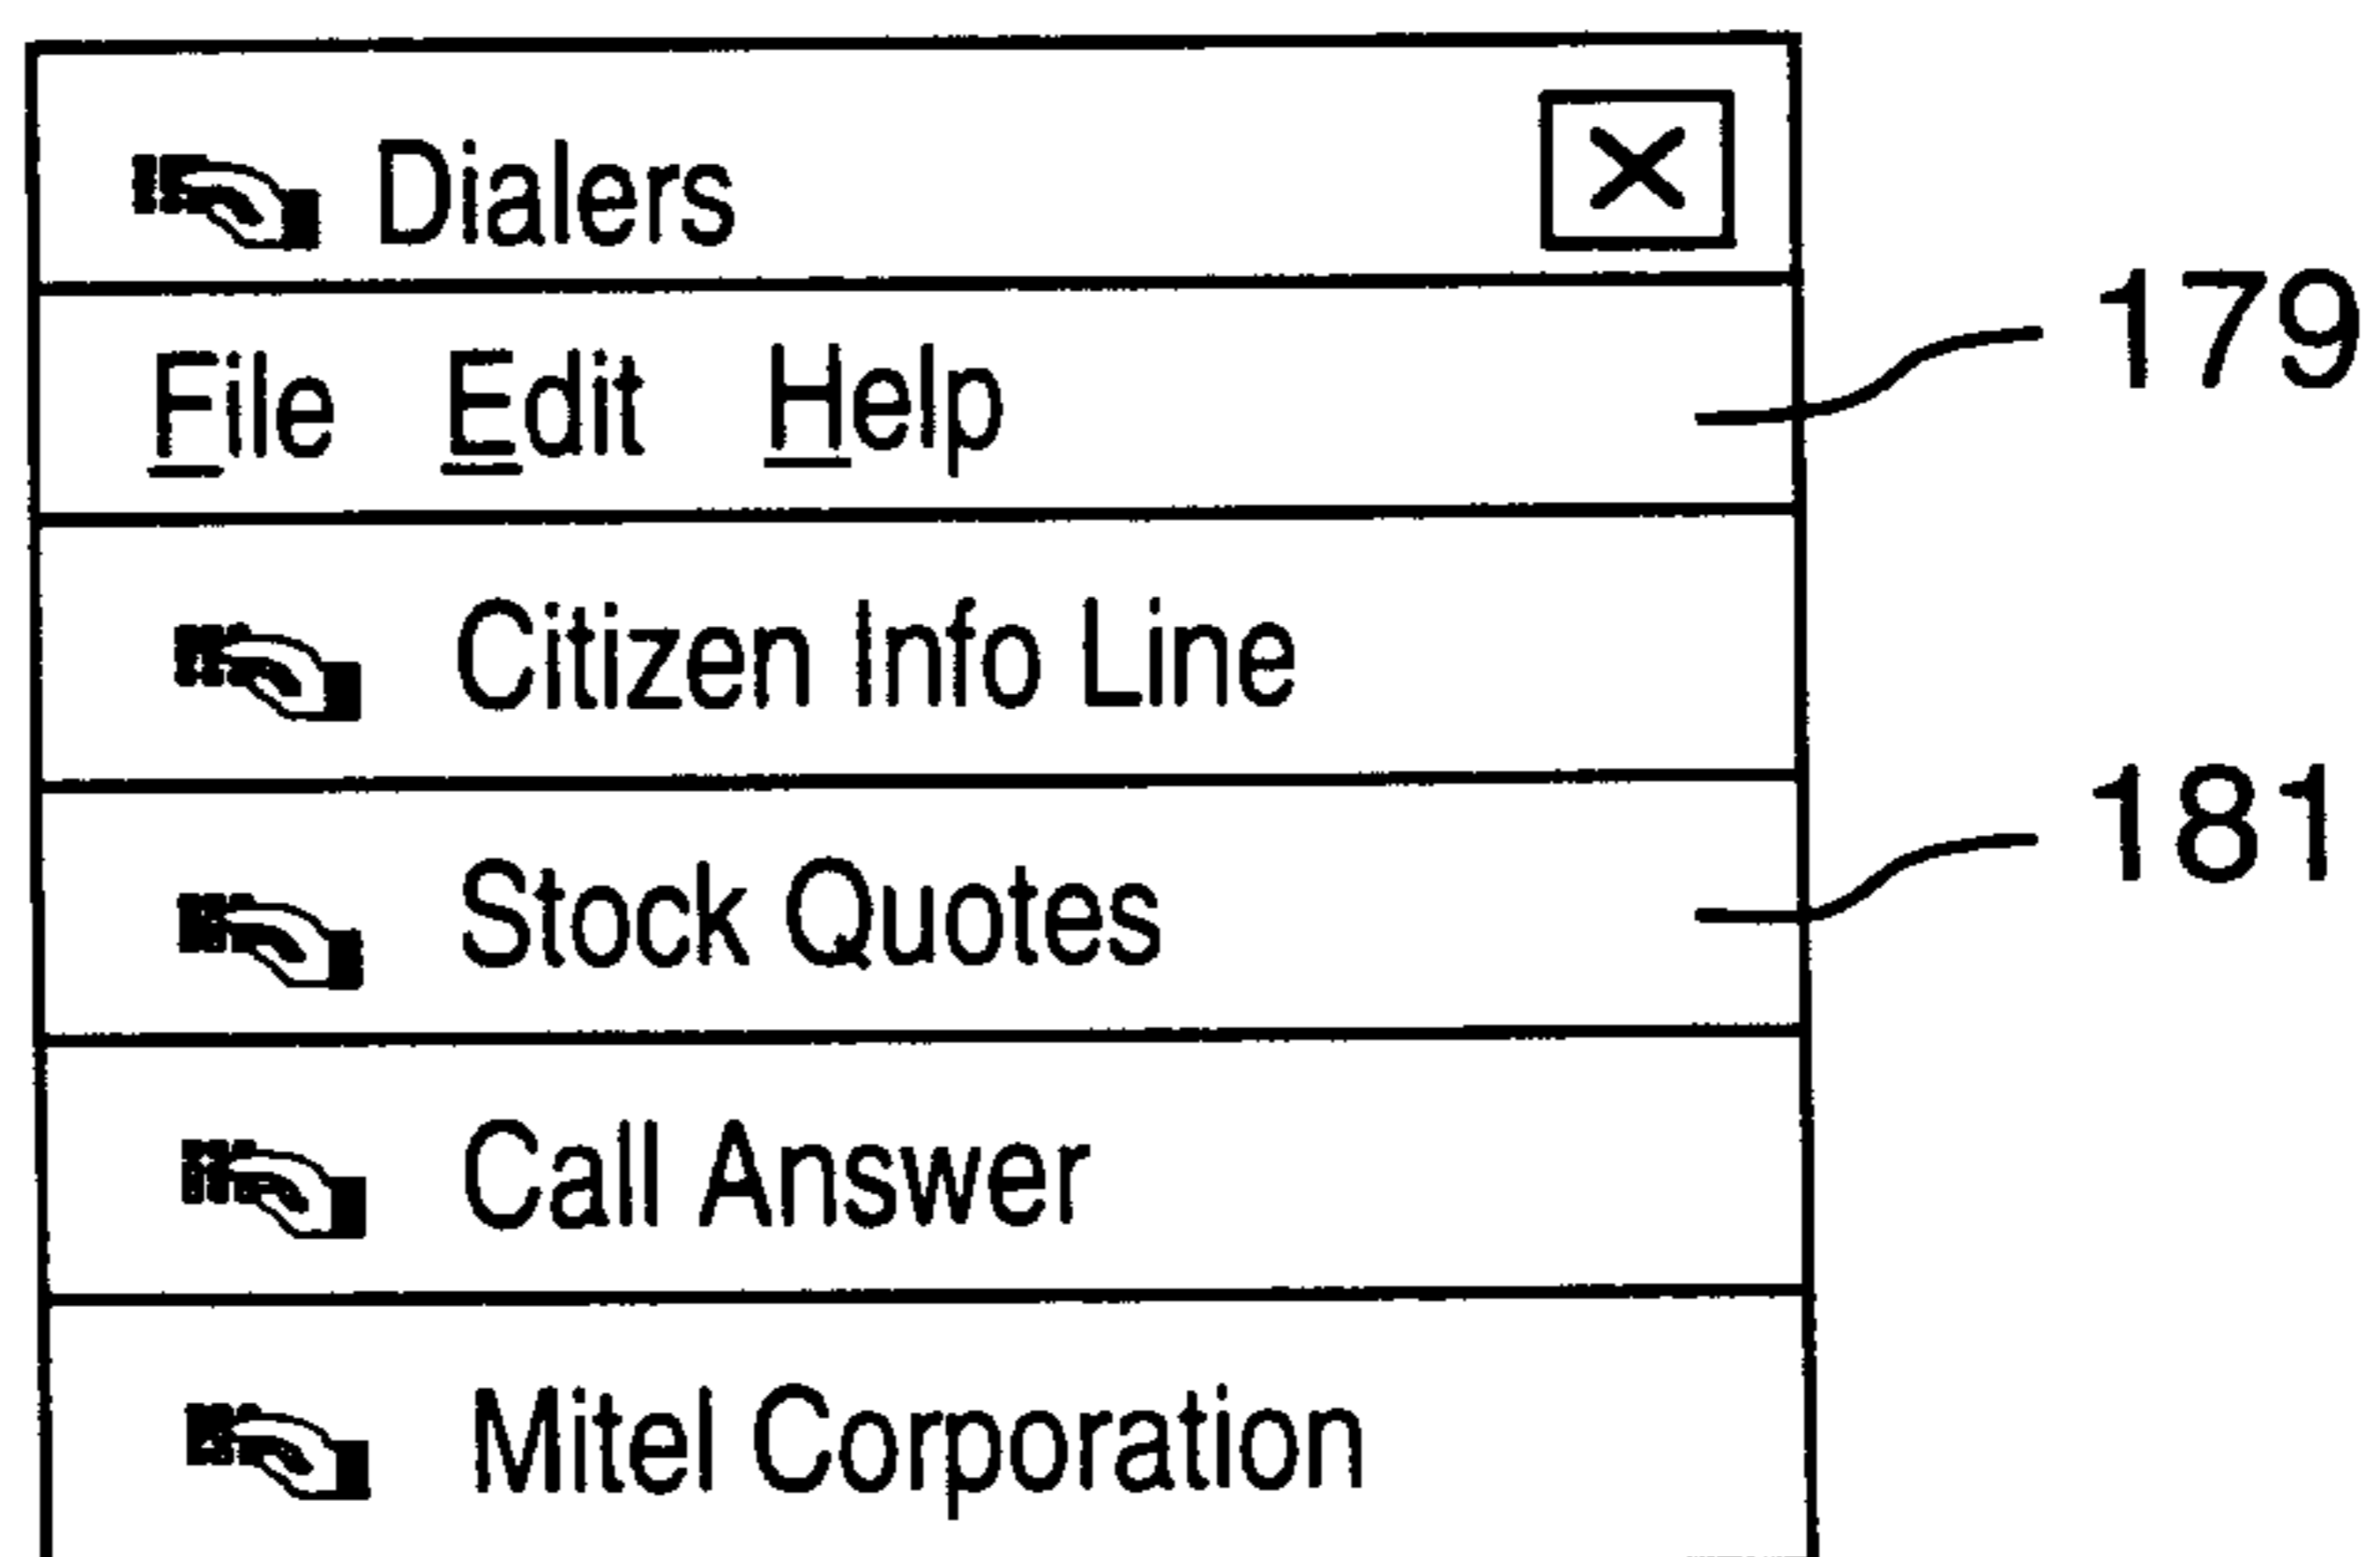 Dialers
File Edit Help 179
Citizen Info Line
Stock Quotes 181
Call Answer
Mitel Corporation